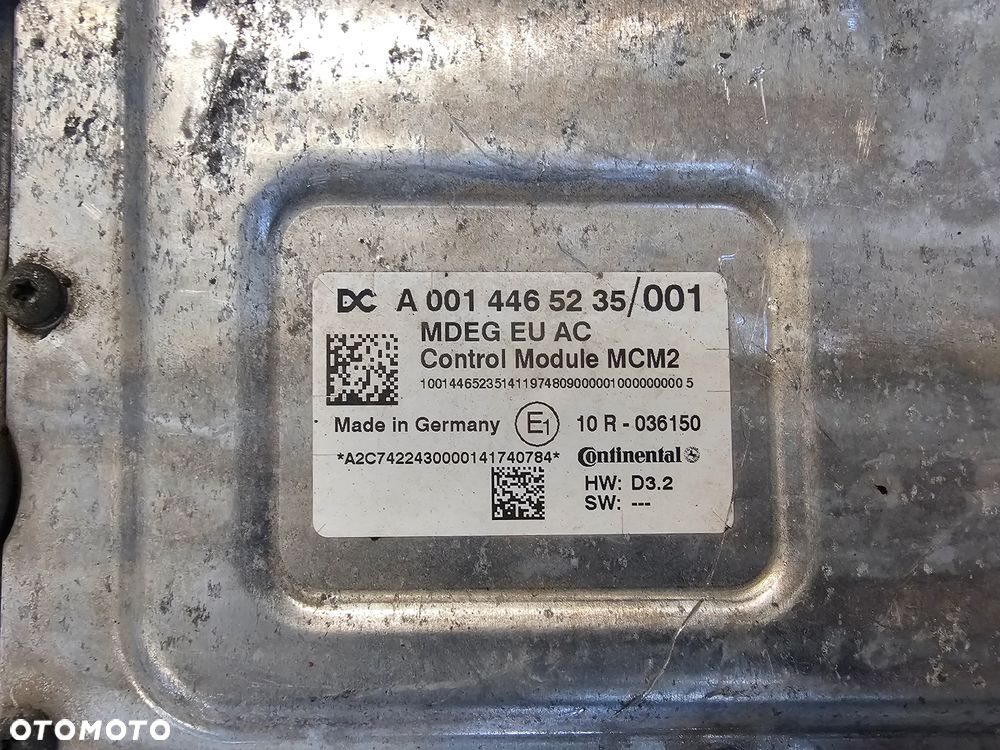 DC A 001 446 52 35/001
MDEG EU AC
Control Module MCM2
10014465235141197480900000100000000 5
Made in Germany E1 10 R - 036150
*A2C7422430000141740784* Continental
HW: D3.2
SW: ---
OTOMOTO